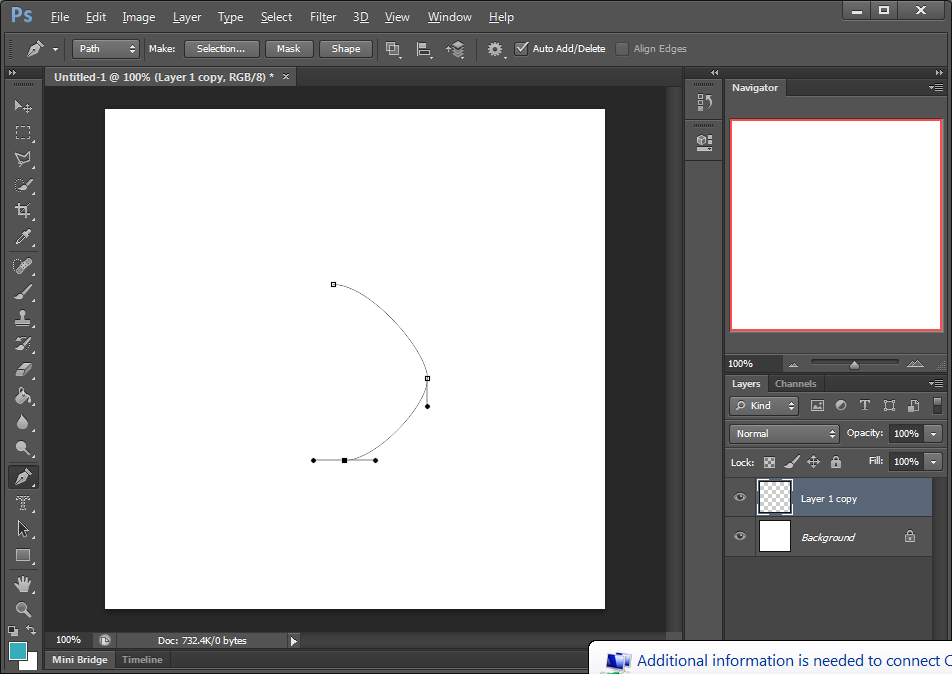 Ps File Edit Image Layer Type Select Filter 3D View Window Help
Path Make: Selection... Mask Shape Auto Add/Delete Align Edges
Untitled-1 @ 100% (Layer 1 copy, RGB/8) * ×
Navigator
100%
Layers Channels
Kind
Normal Opacity: 100%
Lock: Fill: 100%
Layer 1 copy
Background
100% Doc: 732.4K/0 bytes
Mini Bridge Timeline
Additional information is needed to connect